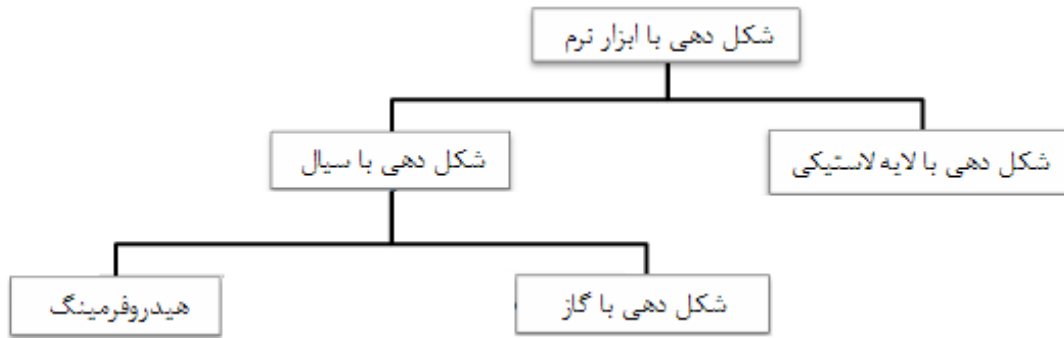 شکل دهی با ابزار نرم
شکل دهی با لایه لاستیکی
شکل دهی با سیال
شکل دهی با گاز
هیدروفرمینگ